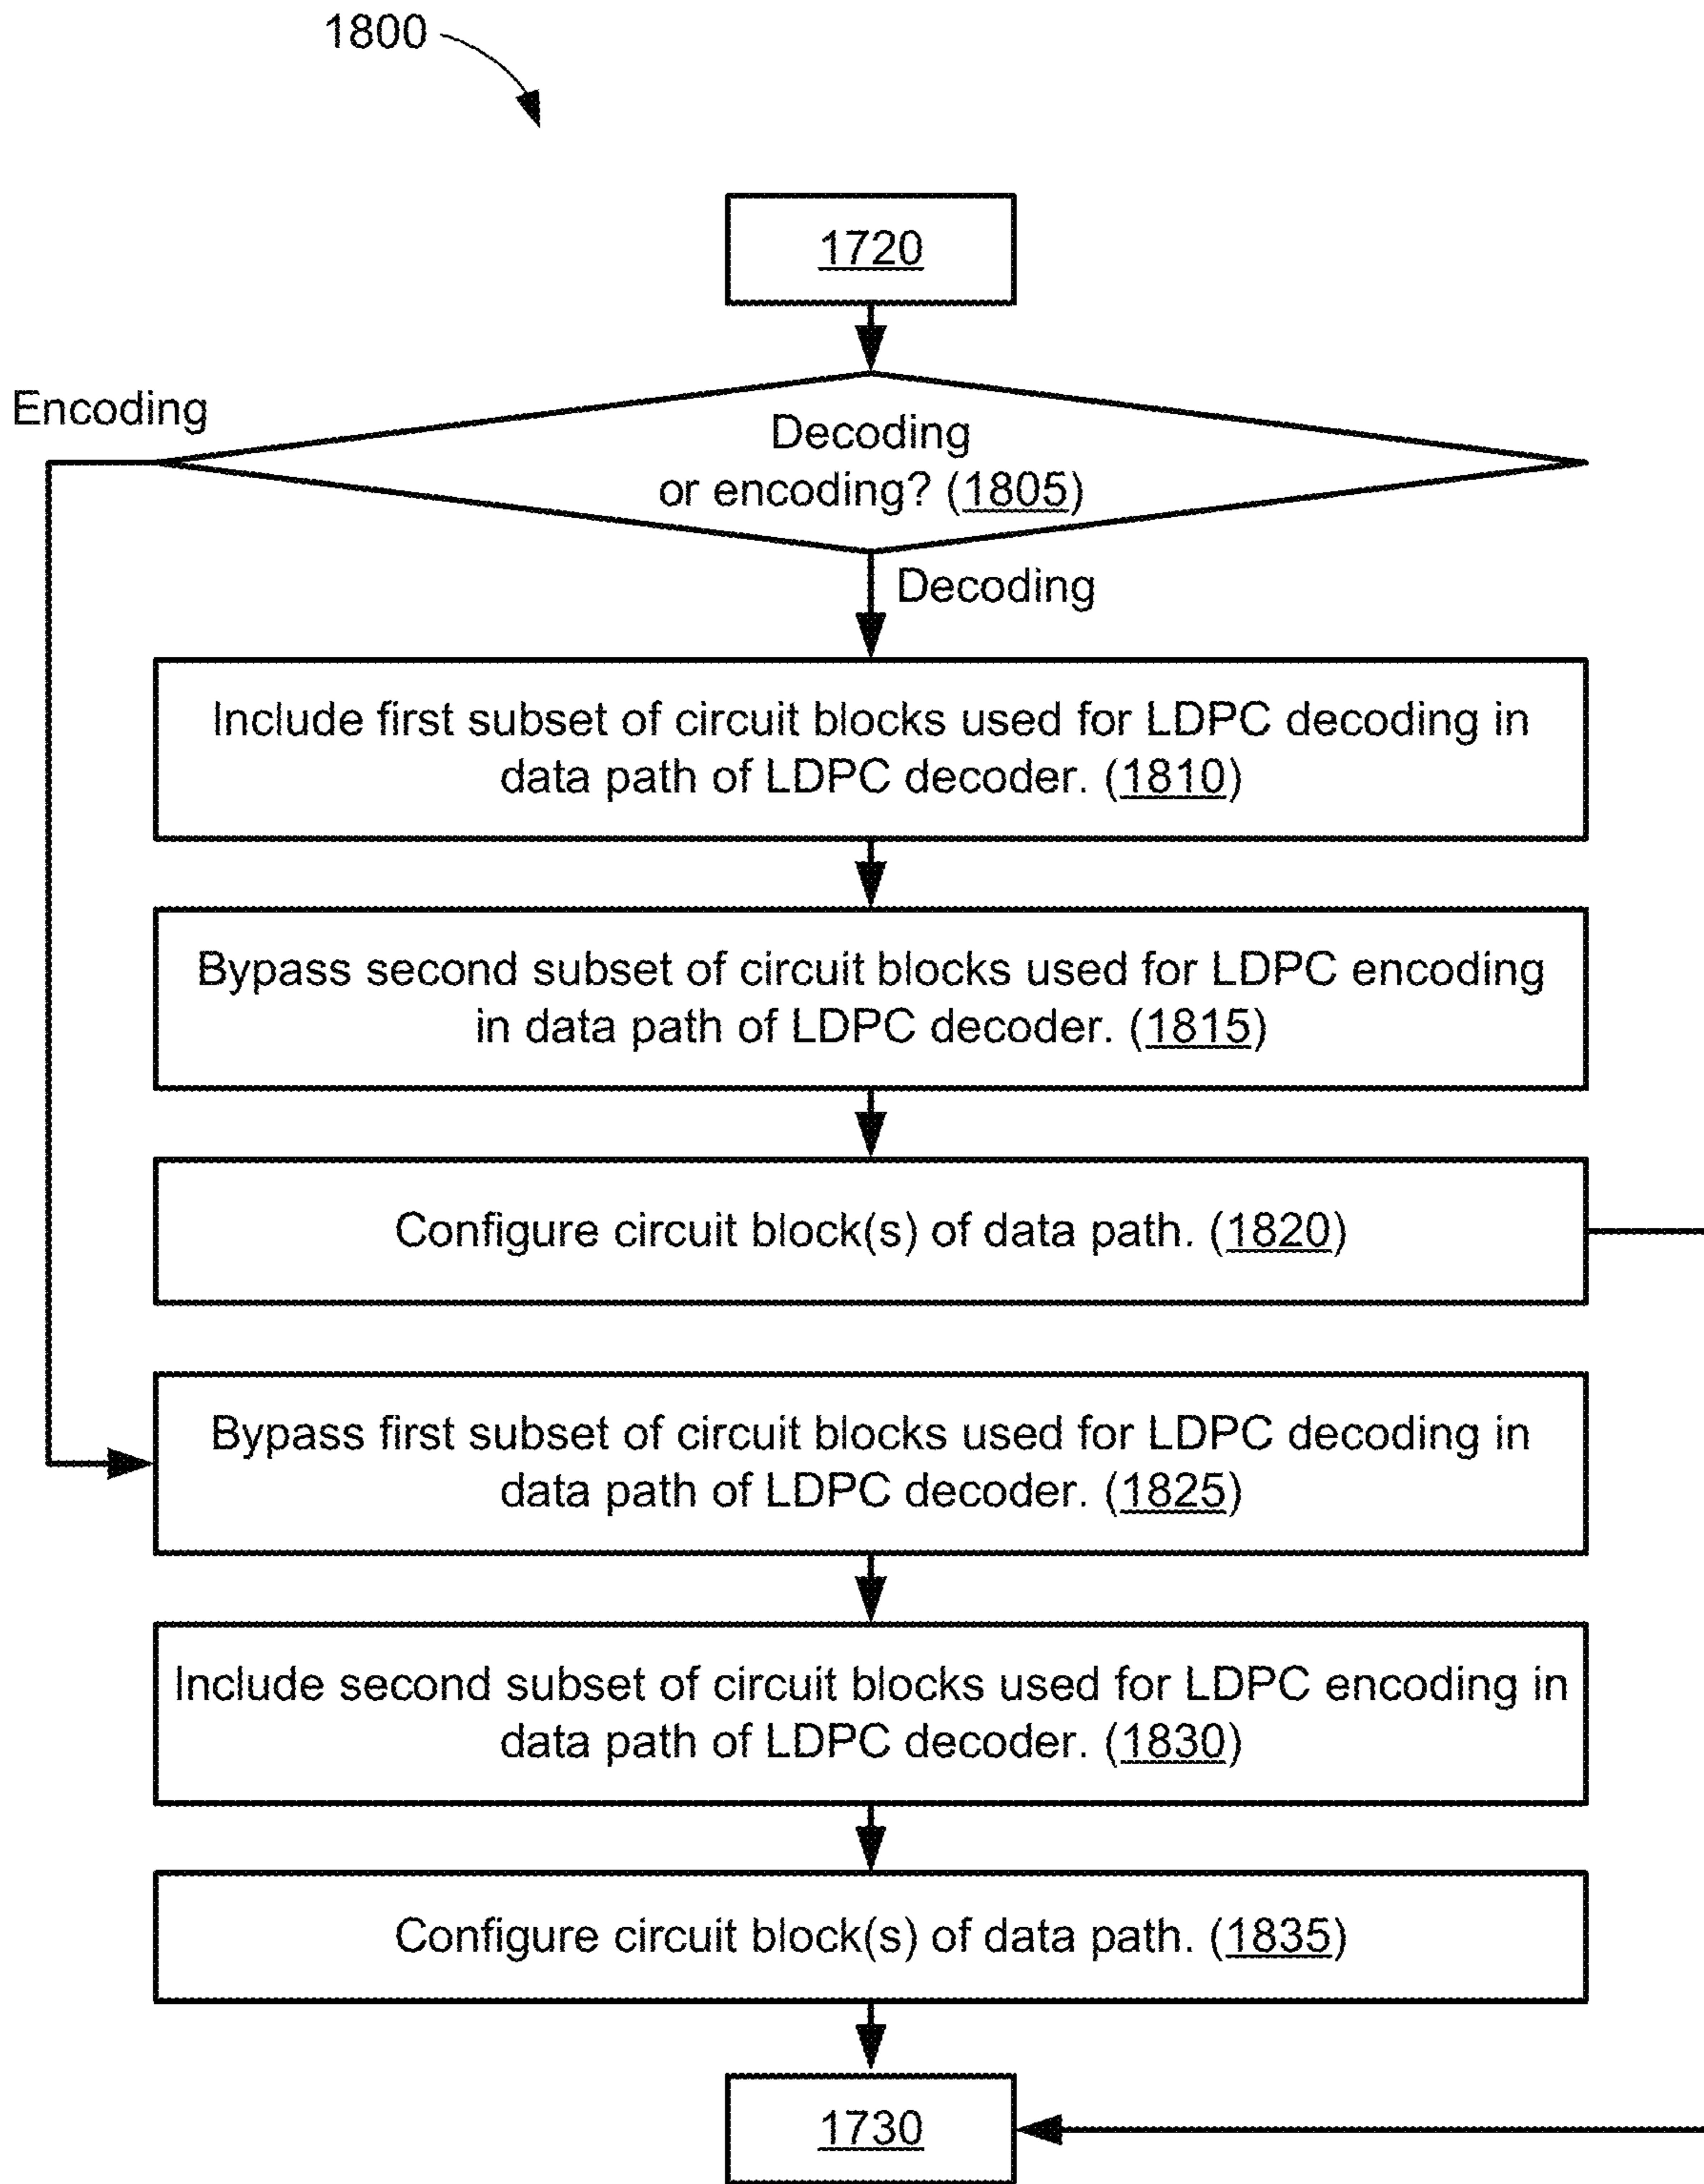 1800
1720
Encoding
Decoding
or encoding? (1805)
Decoding
Include first subset of circuit blocks used for LDPC decoding in
data path of LDPC decoder. (1810)
Bypass second subset of circuit blocks used for LDPC encoding
in data path of LDPC decoder. (1815)
Configure circuit block(s) of data path. (1820)
Bypass first subset of circuit blocks used for LDPC decoding in
data path of LDPC decoder. (1825)
Include second subset of circuit blocks used for LDPC encoding in
data path of LDPC decoder. (1830)
Configure circuit block(s) of data path. (1835)
1730